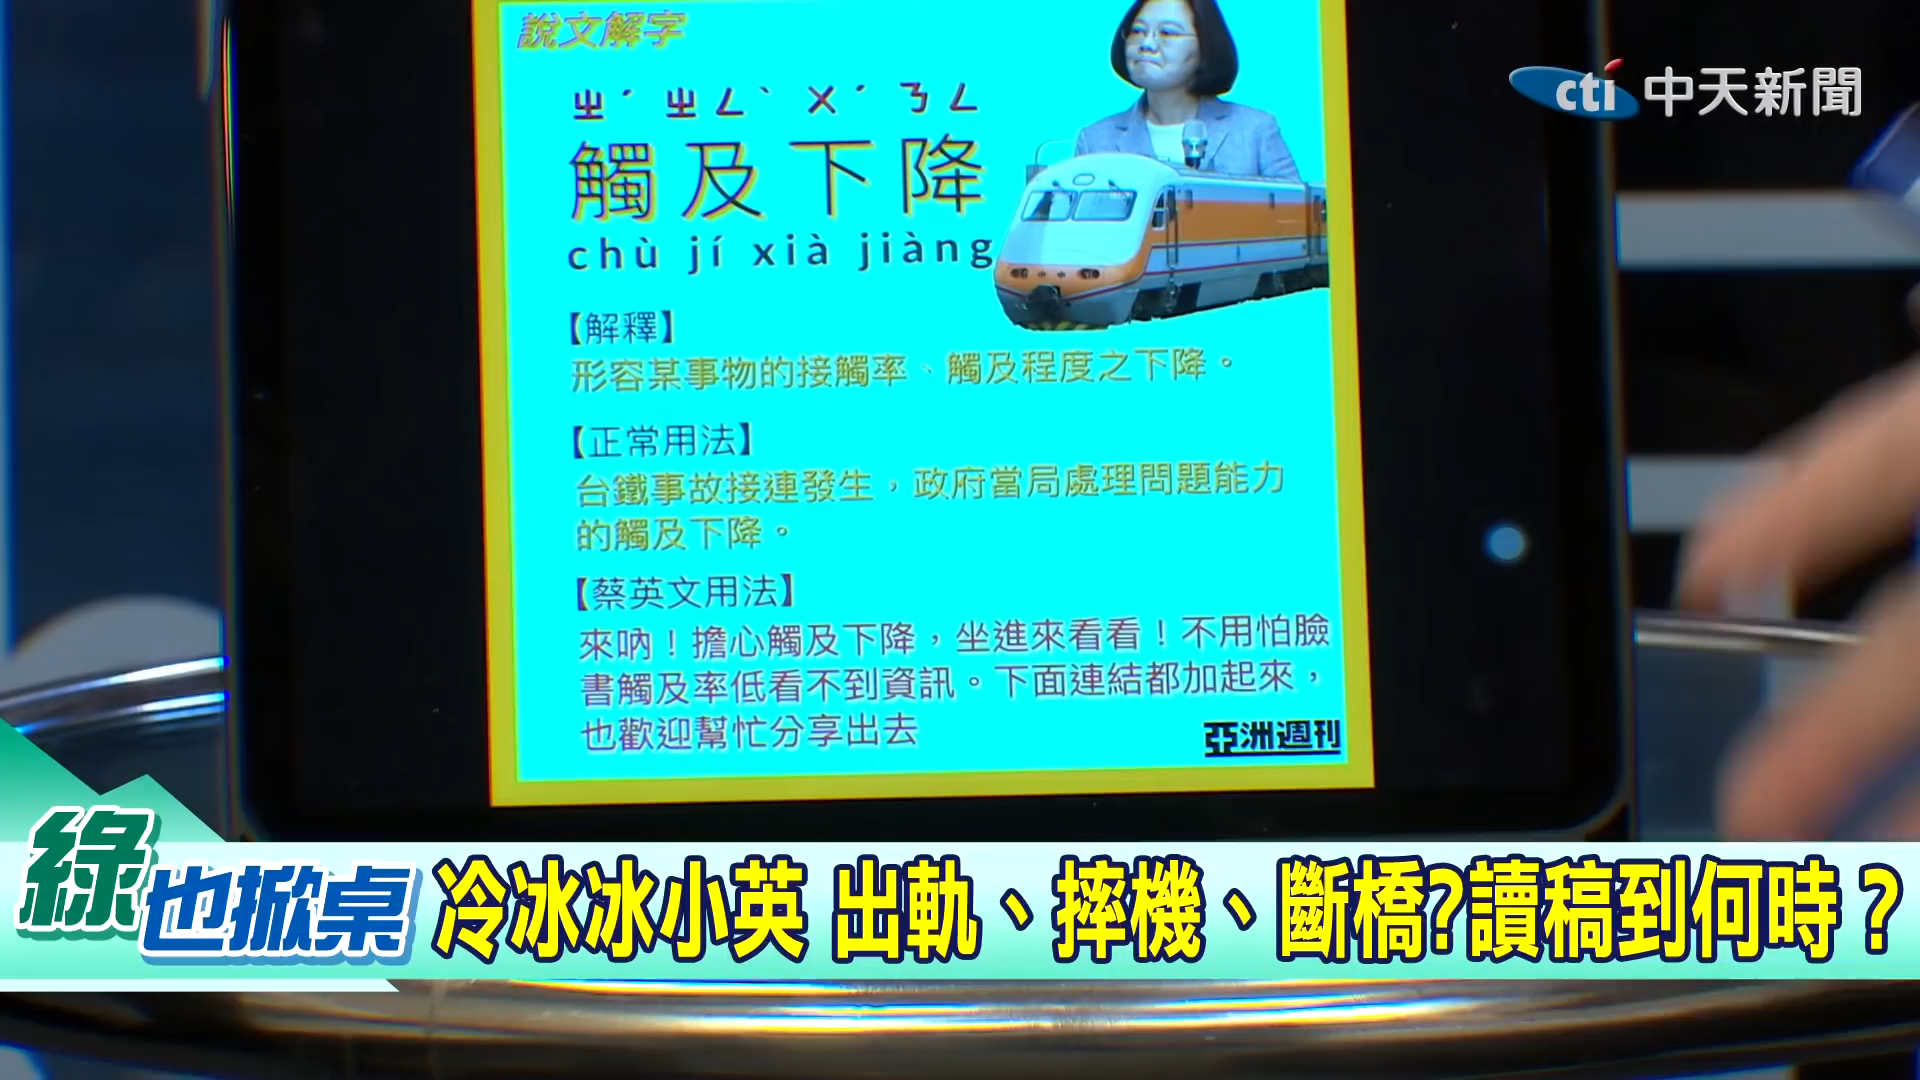 說文解字
cti 中天新聞
ㄓˊ ㄓㄥˋ ㄨˊ ㄋㄥ
觸及下降
chù jí xià jiàng
【解釋】
形容某事物的接觸率、觸及程度之下降。
【正常用法】
台鐵事故接連發生，政府當局處理問題能力
的觸及下降。
【蔡英文用法】
來吶！擔心觸及下降，坐進來看看！不用怕臉
書觸及率低看不到資訊。下面連結都加起來，
也歡迎幫忙分享出去
亞洲週刊
綠也掀桌
冷冰冰小英 出軌、摔機、斷橋?讀稿到何時？